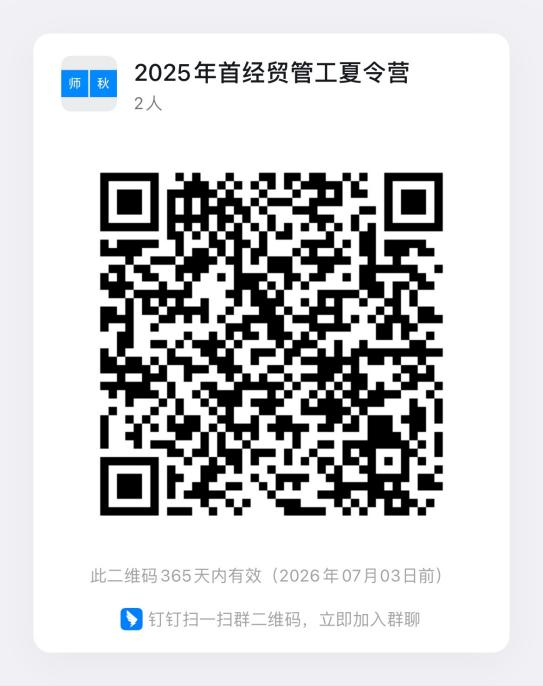 师 秋
2025年首经贸管工夏令营
2人
此二维码365天内有效（2026年07月03日前）
钉钉扫一扫群二维码，立即加入群聊